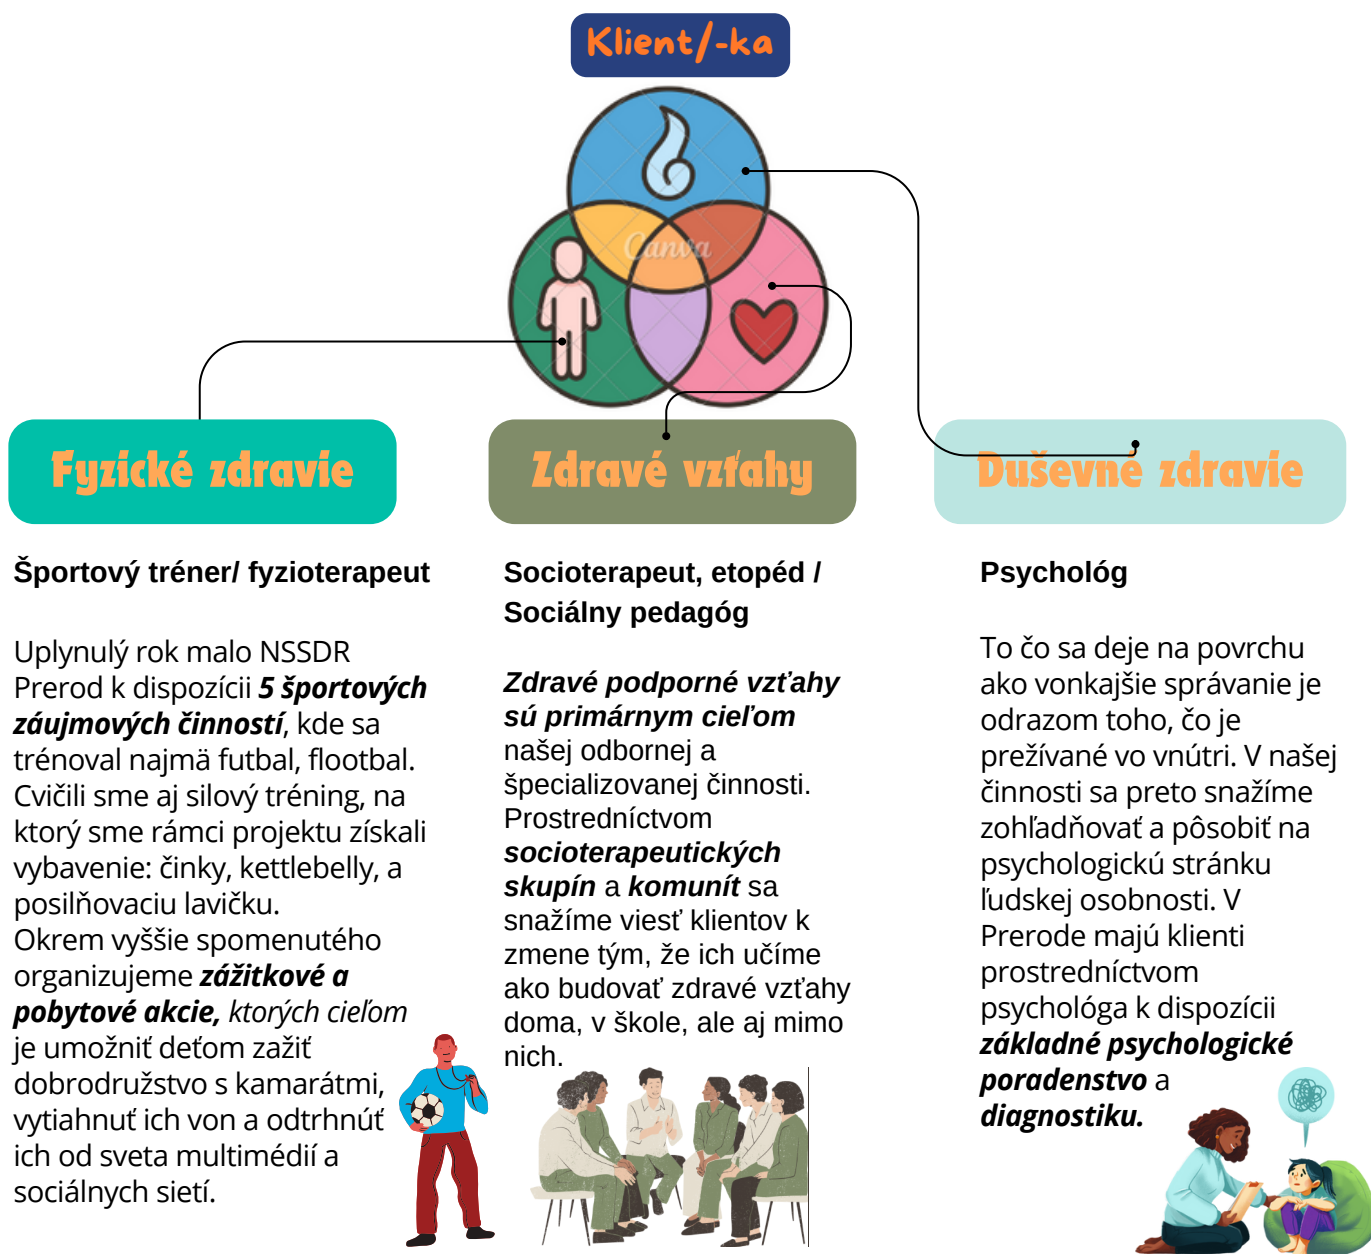 Klient/-ka
Canva
Fyzické zdravie
Zdravé vzťahy
Duševné zdravie
Športový tréner/ fyzioterapeut
Uplynulý rok malo NSSDR
Prerod k dispozícii 5 športových
záujmových činností, kde sa
trénoval najmä futbal, flootbal.
Cvičili sme aj silový tréning, na
ktorý sme rámci projektu získali
vybavenie: činky, kettlebelly, a
posilňovaciu lavičku.
Okrem vyššie spomenutého
organizujeme zážitkové a
pobytové akcie, ktorých cieľom
je umožniť deťom zažiť
dobrodružstvo s kamarátmi,
vytiahnuť ich von a odtrhnúť
ich od sveta multimédií a
sociálnych sietí.
Socioterapeut, etopéd /
Sociálny pedagóg
Zdravé podporné vzťahy
sú primárnym cieľom
našej odbornej a
špecializovanej činnosti.
Prostredníctvom
socioterapeutických
skupín a komunít sa
snažíme viesť klientov k
zmene tým, že ich učíme
ako budovať zdravé vzťahy
doma, v škole, ale aj mimo
nich.
Psychológ
To čo sa deje na povrchu
ako vonkajšie správanie je
odrazom toho, čo je
prežívané vo vnútri. V našej
činnosti sa preto snažíme
zohľadňovať a pôsobiť na
psychologickú stránku
ľudskej osobnosti. V
Prerode majú klienti
prostredníctvom
psychológa k dispozícii
základné psychologické
poradenstvo a
diagnostiku.